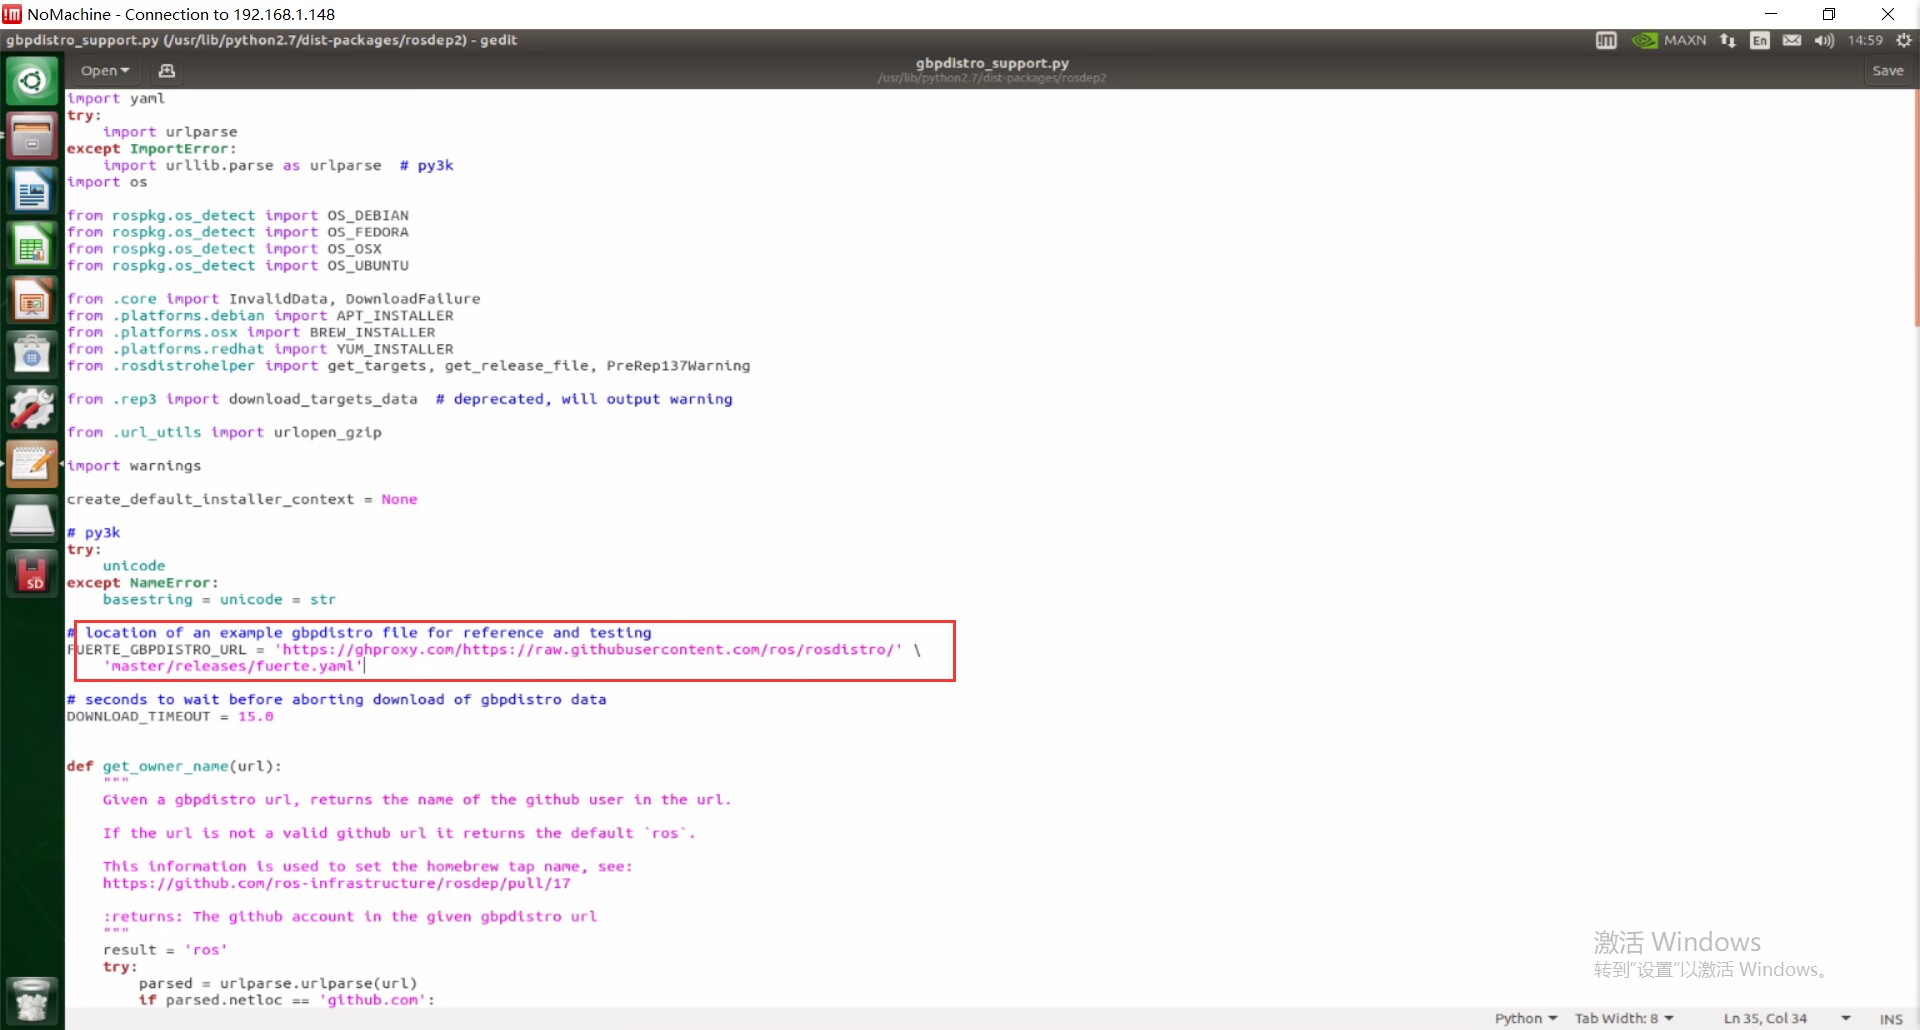 NoMachine - Connection to 192.168.1.148
gbpdistro_support.py (/usr/lib/python2.7/dist-packages/rosdep2) - gedit
MAXN
En
14:59
Open
gbpdistro_support.py
/usr/lib/python2.7/dist-packages/rosdep2
Save
import yaml
try:
    import urlparse
except ImportError:
    import urllib.parse as urlparse  # py3k
import os
from rospkg.os_detect import OS_DEBIAN
from rospkg.os_detect import OS_FEDORA
from rospkg.os_detect import OS_OSX
from rospkg.os_detect import OS_UBUNTU
from .core import InvalidData, DownloadFailure
from .platforms.debian import APT_INSTALLER
from .platforms.osx import BREW_INSTALLER
from .platforms.redhat import YUM_INSTALLER
from .rosdistrohelper import get_targets, get_release_file, PreRep137Warning
from .rep3 import download_targets_data  # deprecated, will output warning
from .url_utils import urlopen_gzip
import warnings
create_default_installer_context = None
# py3k
try:
    unicode
except NameError:
    basestring = unicode = str
# location of an example gbpdistro file for reference and testing
FUERTE_GBPDISTRO_URL = 'https://ghproxy.com/https://raw.githubusercontent.com/ros/rosdistro/' \
    'master/releases/fuerte.yaml'
# seconds to wait before aborting download of gbpdistro data
DOWNLOAD_TIMEOUT = 15.0
def get_owner_name(url):
    """
    Given a gbpdistro url, returns the name of the github user in the url.
    If the url is not a valid github url it returns the default `ros`.
    This information is used to set the homebrew tap name, see:
    https://github.com/ros-infrastructure/rosdep/pull/17
    :returns: The github account in the given gbpdistro url
    """
    result = 'ros'
    try:
        parsed = urlparse.urlparse(url)
        if parsed.netloc == 'github.com':
SD
激活 Windows
转到“设置”以激活 Windows。
Python
Tab Width: 8
Ln 35, Col 34
INS